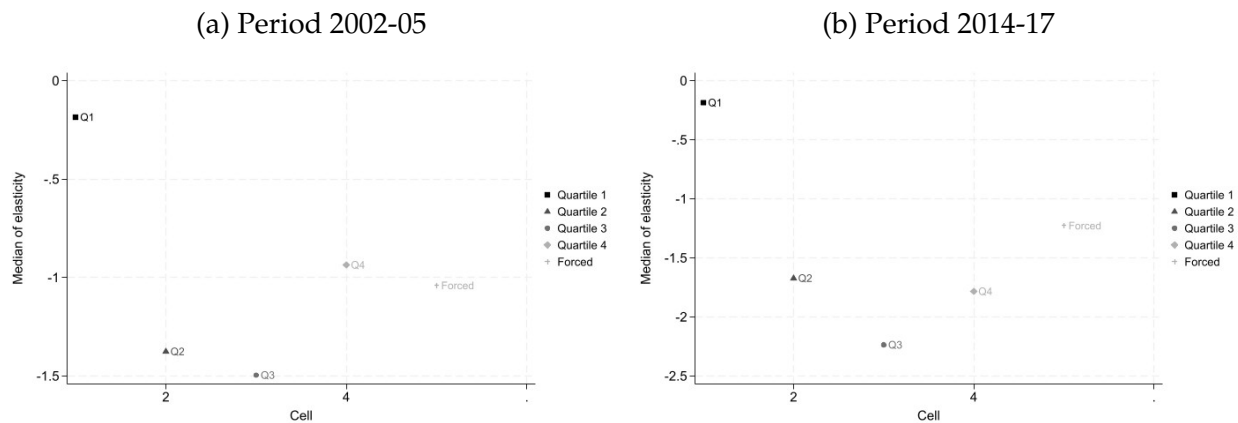 (a) Period 2002-05
0
-.5
-1
-1.5
Median of elasticity
Q1
Q2
Q3
Q4
Forced
2
4
.
Cell
Quartile 1
Quartile 2
Quartile 3
Quartile 4
Forced
(b) Period 2014-17
0
-.5
-1
-1.5
-2
-2.5
Median of elasticity
Q1
Q2
Q3
Q4
Forced
2
4
.
Cell
Quartile 1
Quartile 2
Quartile 3
Quartile 4
Forced